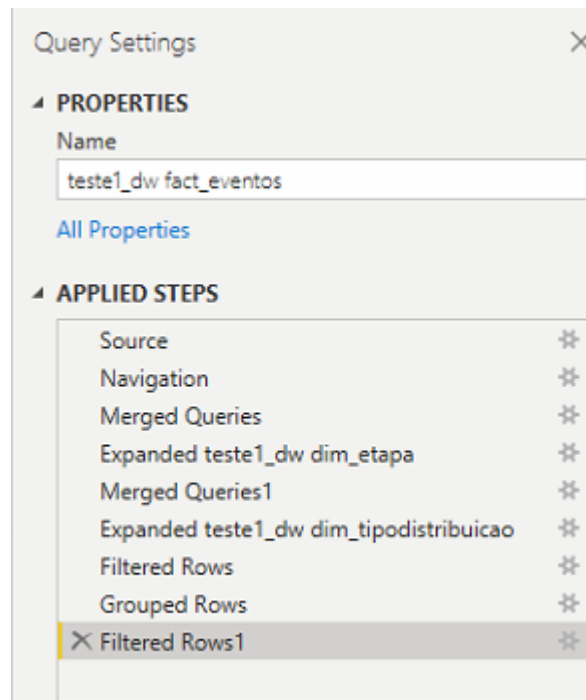 Query Settings
PROPERTIES
Name
teste1_dw fact_eventos
All Properties
APPLIED STEPS
Source
Navigation
Merged Queries
Expanded teste1_dw dim_etapa
Merged Queries1
Expanded teste1_dw dim_tipodistribuicao
Filtered Rows
Grouped Rows
Filtered Rows1